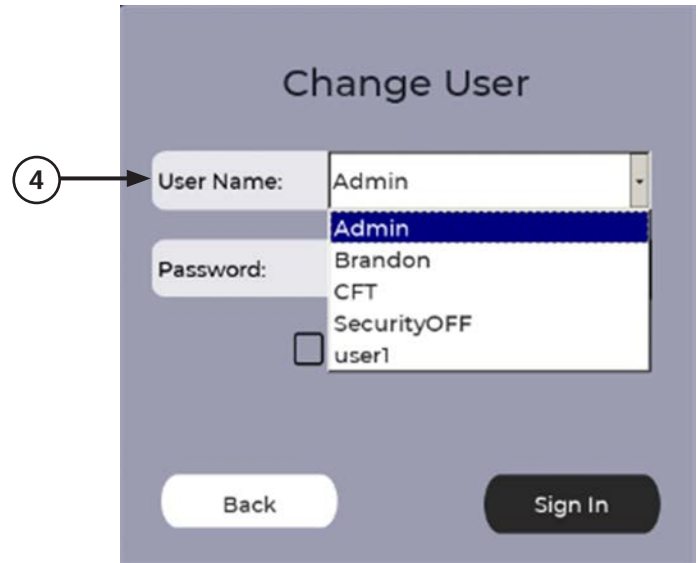 Change User
4
User Name:
Admin
Admin
Brandon
Password:
CFT
SecurityOFF
user1
Back
Sign In